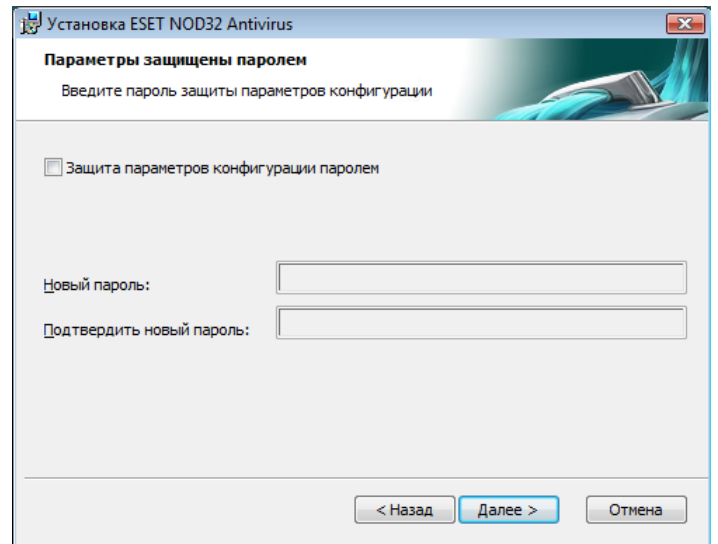 Установка ESET NOD32 Antivirus
Параметры защищены паролем
Введите пароль защиты параметров конфигурации
Защита параметров конфигурации паролем
Новый пароль:
Подтвердить новый пароль:
< Назад Далее > Отмена